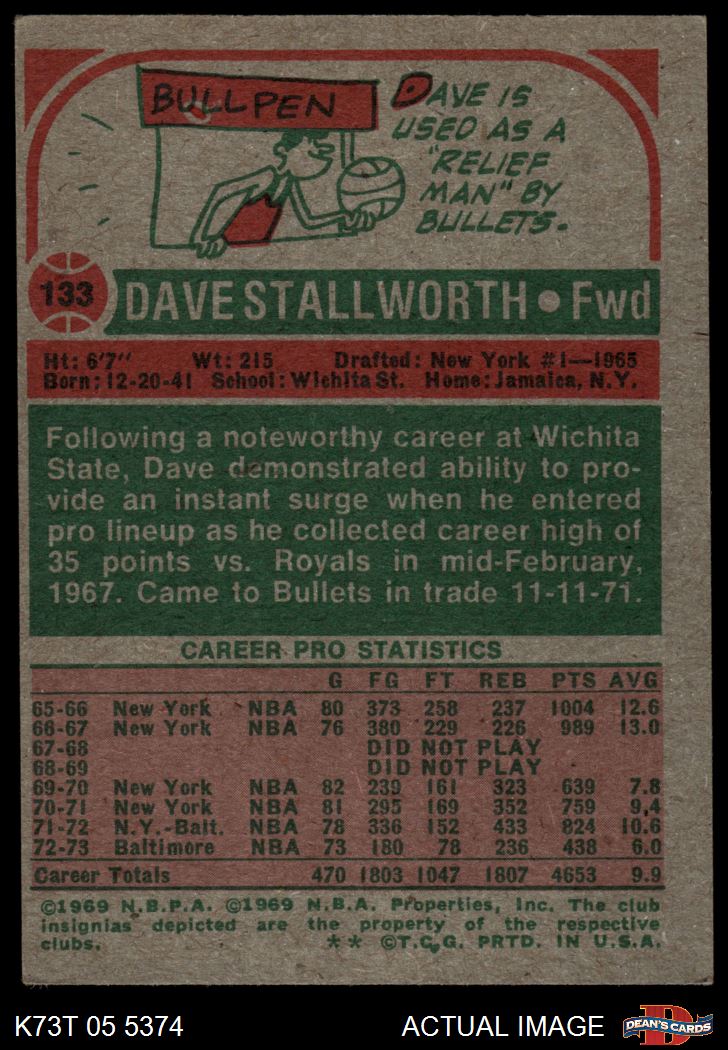 BULLPEN
DAVE IS
USED AS A
"RELIEF
MAN" BY
BULLETS.
133 DAVE STALLWORTH • Fwd
Ht: 6'7" Wt: 215 Drafted: New York #1—1965
Born: 12-20-41 School: Wichita St. Home: Jamaica, N.Y.
Following a noteworthy career at Wichita
State, Dave demonstrated ability to pro-
vide an instant surge when he entered
pro lineup as he collected career high of
35 points vs. Royals in mid-February,
1967. Came to Bullets in trade 11-11-71.
CAREER PRO STATISTICS
G FG FT REB PTS AVG
65-66 New York NBA 80 373 258 237 1004 12.6
66-67 New York NBA 76 380 229 226 989 13.0
67-68 DID NOT PLAY
68-69 DID NOT PLAY
69-70 New York NBA 82 239 161 323 639 7.8
70-71 New York NBA 81 295 169 352 759 9.4
71-72 N.Y.-Balt. NBA 78 336 152 433 824 10.6
72-73 Baltimore NBA 73 180 78 236 438 6.0
Career Totals 470 1803 1047 1807 4653 9.9
©1969 N.B.P.A. ©1969 N.B.A. Properties, Inc. The club
insignias depicted are the property of the respective
clubs. ** ©T.C.G. PRTD. IN U.S.A.
K73T 05 5374 ACTUAL IMAGE D DEAN'S CARDS